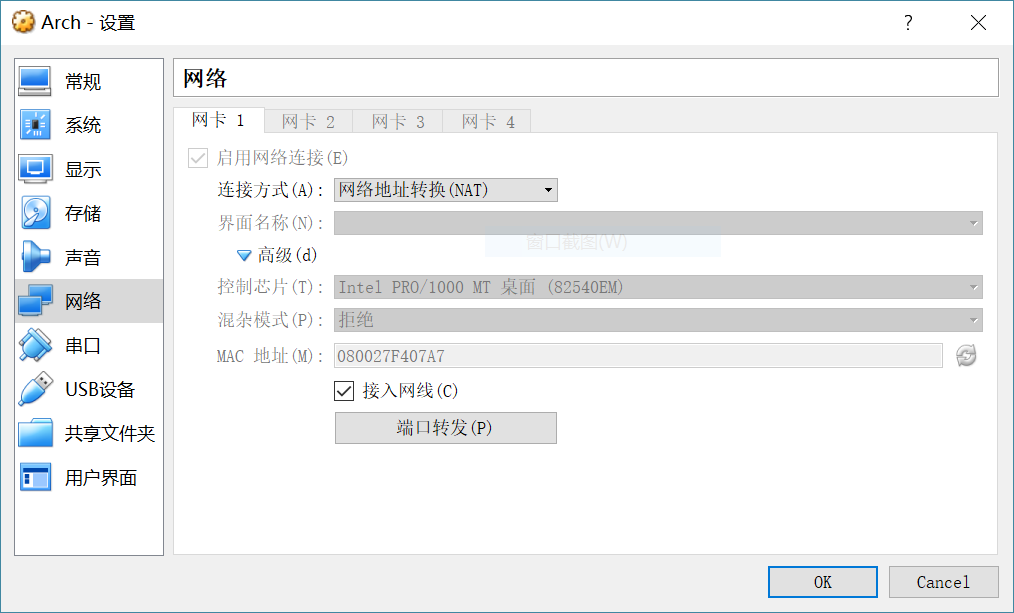 Arch - 设置
?
常规
系统
显示
存储
声音
网络
串口
USB设备
共享文件夹
用户界面
网络
网卡 1
网卡 2
网卡 3
网卡 4
启用网络连接(E)
连接方式(A): 网络地址转换(NAT)
界面名称(N):
窗口截图(W)
高级(d)
控制芯片(T): Intel PRO/1000 MT 桌面 (82540EM)
混杂模式(P): 拒绝
MAC 地址(M): 080027F407A7
接入网线(C)
端口转发(P)
OK
Cancel